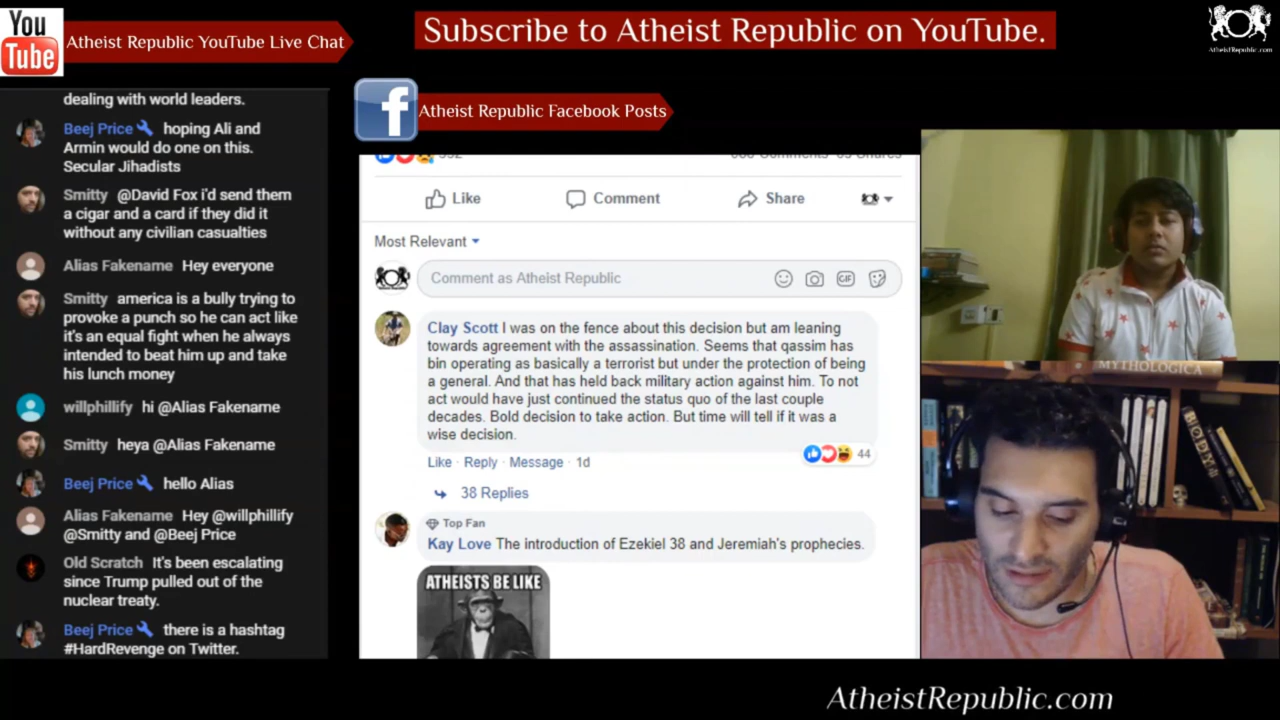 You
Tube
Atheist Republic YouTube Live Chat
Subscribe to Atheist Republic on YouTube.
AtheistRepublic.com
Atheist Republic Facebook Posts
dealing with world leaders.
Beej Price hoping Ali and
Armin would do one on this.
Secular Jihadists
Smitty @David Fox i'd send them
a cigar and a card if they did it
without any civilian casualties
Alias Fakename Hey everyone
Smitty america is a bully trying to
provoke a punch so he can act like
it's an equal fight when he always
intended to beat him up and take
his lunch money
willphillify hi @Alias Fakename
Smitty heya @Alias Fakename
Beej Price hello Alias
Alias Fakename Hey @willphillify
@Smitty and @Beej Price
Old Scratch It's been escalating
since Trump pulled out of the
nuclear treaty.
Beej Price there is a hashtag
#HardRevenge on Twitter.
Like Comment Share
Most Relevant
Comment as Atheist Republic
GIF
Clay Scott I was on the fence about this decision but am leaning
towards agreement with the assassination. Seems that qassim has
bin operating as basically a terrorist but under the protection of being
a general. And that has held back military action against him. To not
act would have just continued the status quo of the last couple
decades. Bold decision to take action. But time will tell if it was a
wise decision.
44
Like · Reply · Message · 1d
38 Replies
Top Fan
Kay Love The introduction of Ezekiel 38 and Jeremiah's prophecies.
ATHEISTS BE LIKE
MYTHOLOGICA
AtheistRepublic.com